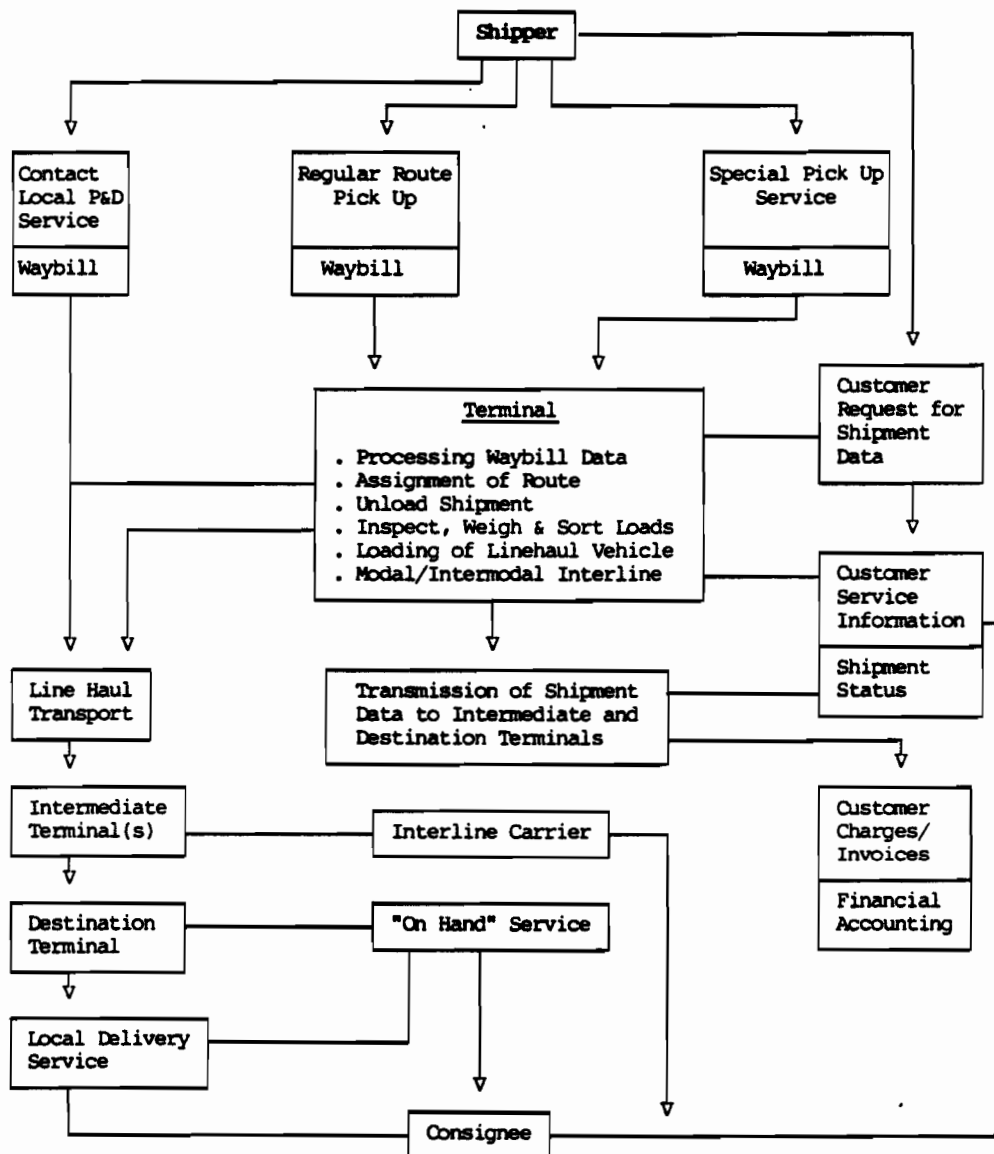 Shipper
Contact
Local P&D
Service
Waybill
Regular Route
Pick Up
Waybill
Special Pick Up
Service
Waybill
Terminal
. Processing Waybill Data
. Assignment of Route
. Unload Shipment
. Inspect, Weigh & Sort Loads
. Loading of Linehaul Vehicle
. Modal/Intermodal Interline
Customer
Request for
Shipment
Data
Customer
Service
Information
Shipment
Status
Line Haul
Transport
Transmission of Shipment
Data to Intermediate and
Destination Terminals
Intermediate
Terminal(s)
Interline Carrier
Customer
Charges/
Invoices
Financial
Accounting
Destination
Terminal
"On Hand" Service
Local Delivery
Service
Consignee